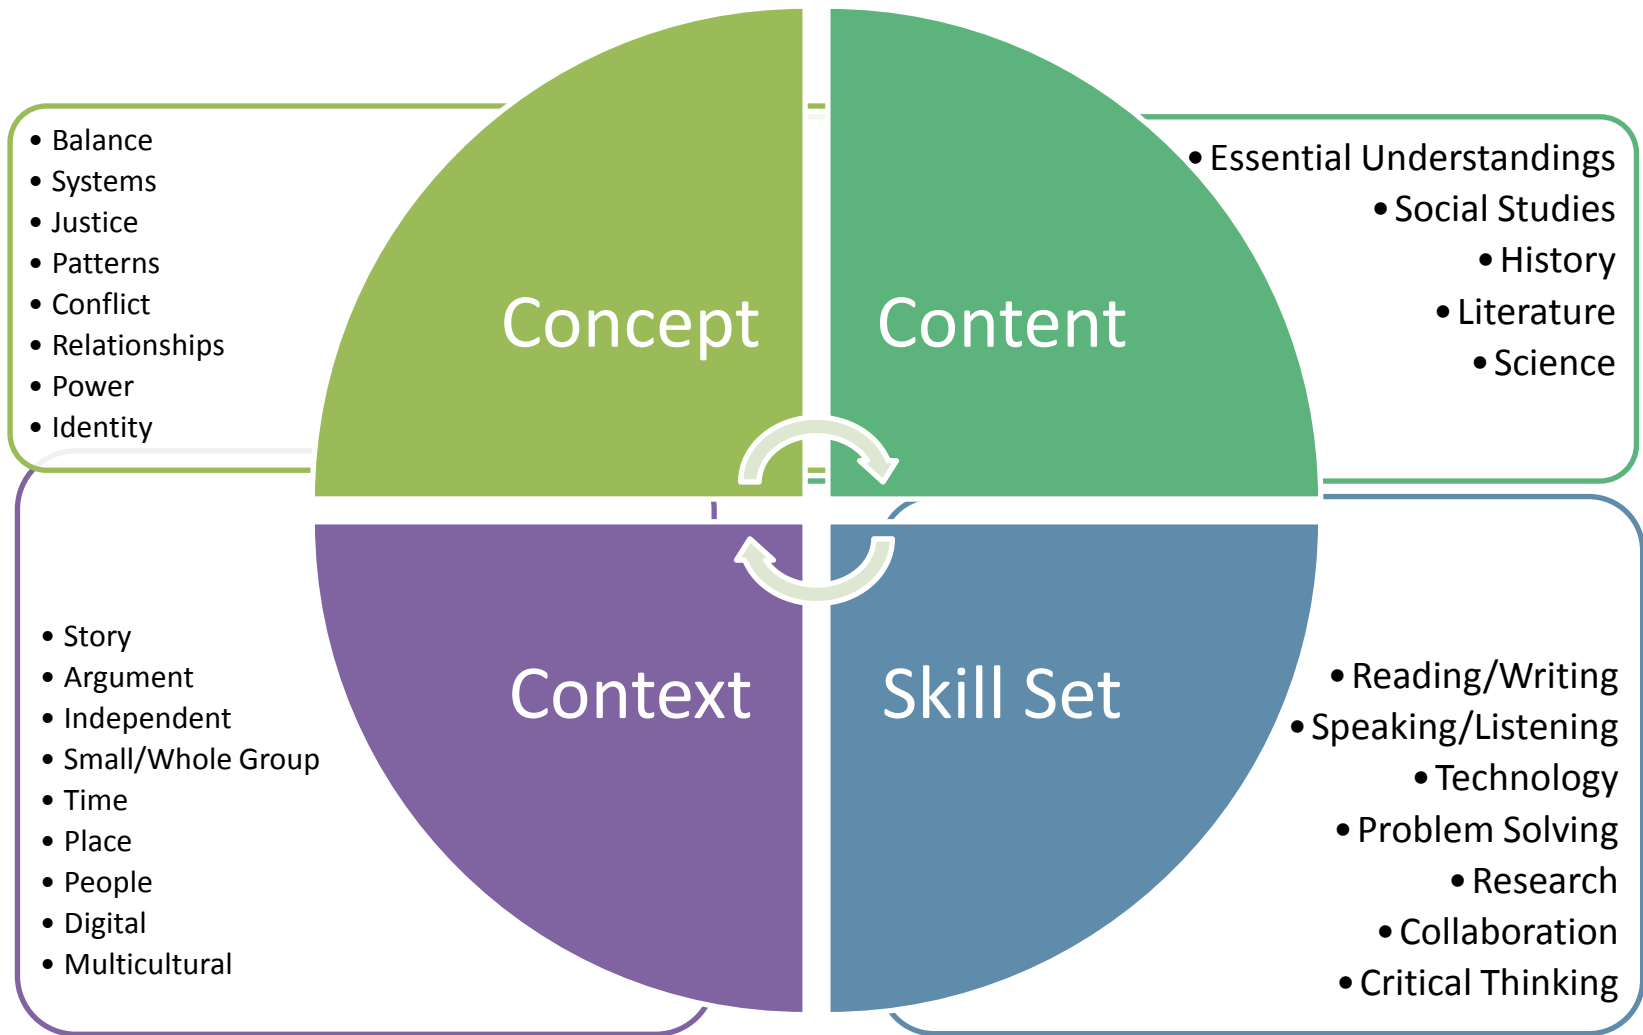 • Balance
• Systems
• Justice
• Patterns
• Conflict
• Relationships
• Power
• Identity
Concept
Content
• Essential Understandings
• Social Studies
• History
• Literature
• Science
• Story
• Argument
• Independent
• Small/Whole Group
• Time
• Place
• People
• Digital
• Multicultural
Context
Skill Set
• Reading/Writing
• Speaking/Listening
• Technology
• Problem Solving
• Research
• Collaboration
• Critical Thinking